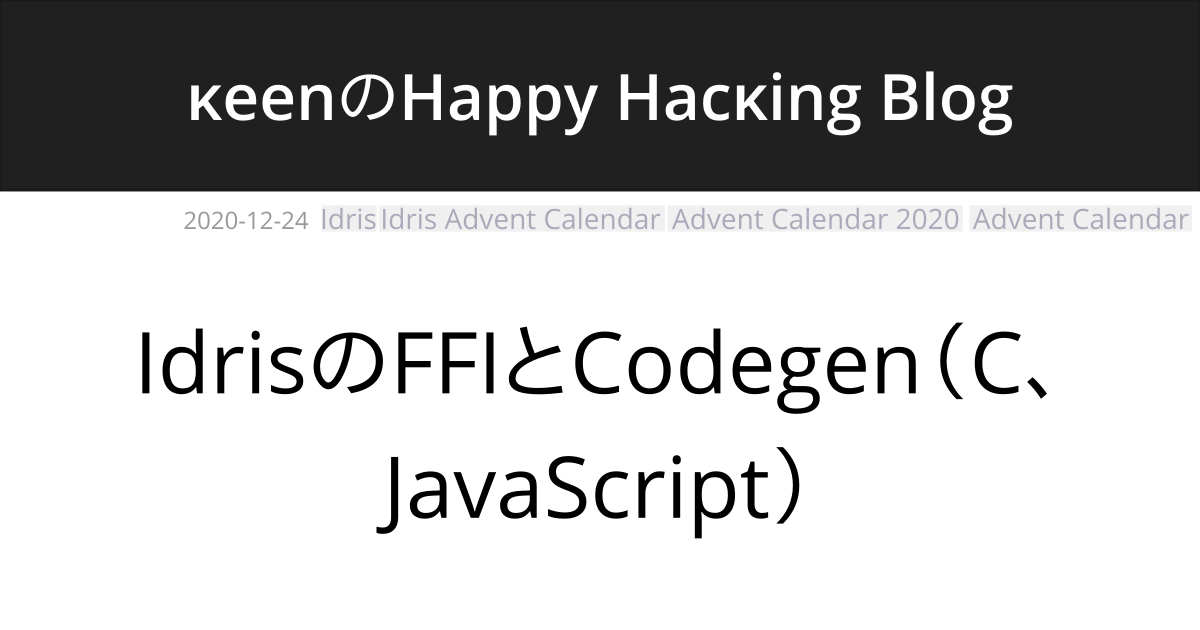 κeenのHappy Hacκing Blog
2020-12-24 Idris Idris Advent Calendar Advent Calendar 2020 Advent Calendar
IdrisのFFIとCodegen（C、
JavaScript）